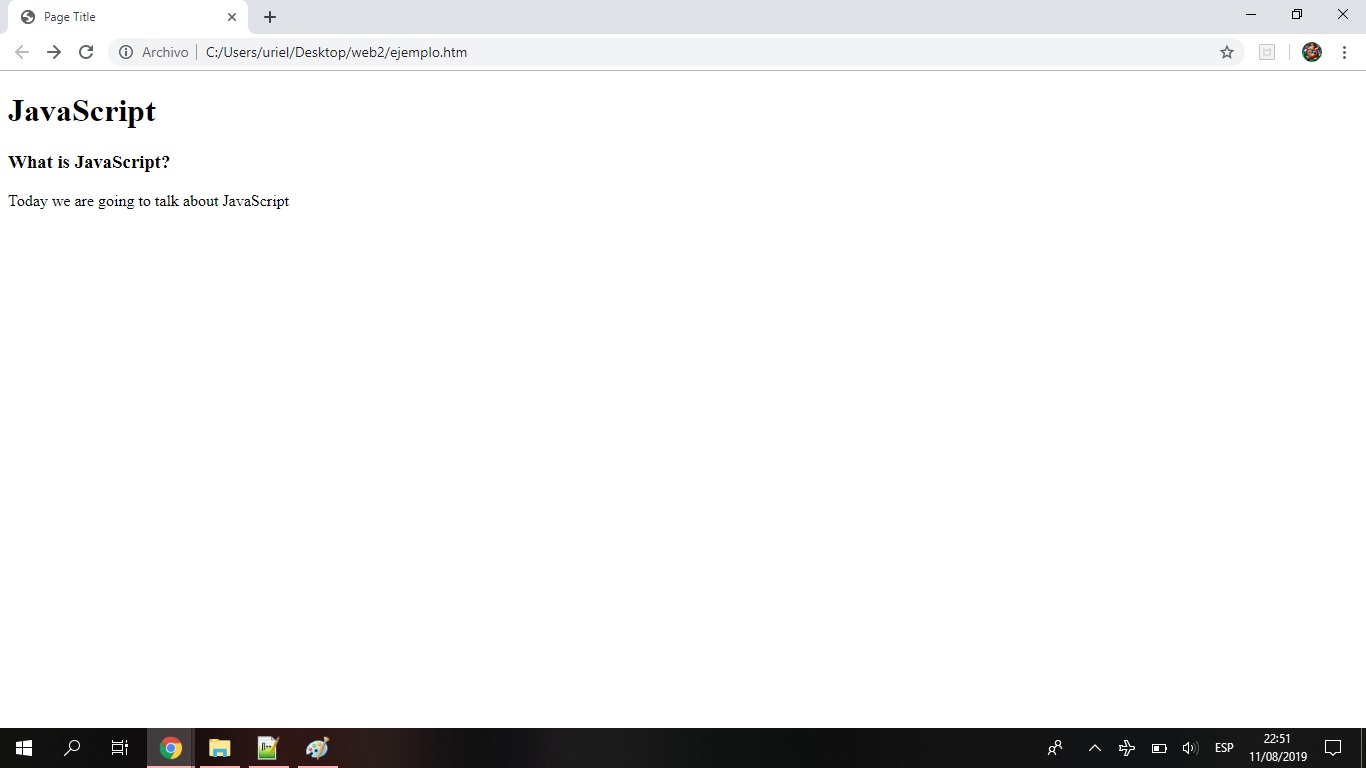 Page Title
Archivo C:/Users/uriel/Desktop/web2/ejemplo.htm
JavaScript
What is JavaScript?
Today we are going to talk about JavaScript
ESP
22:51
11/08/2019